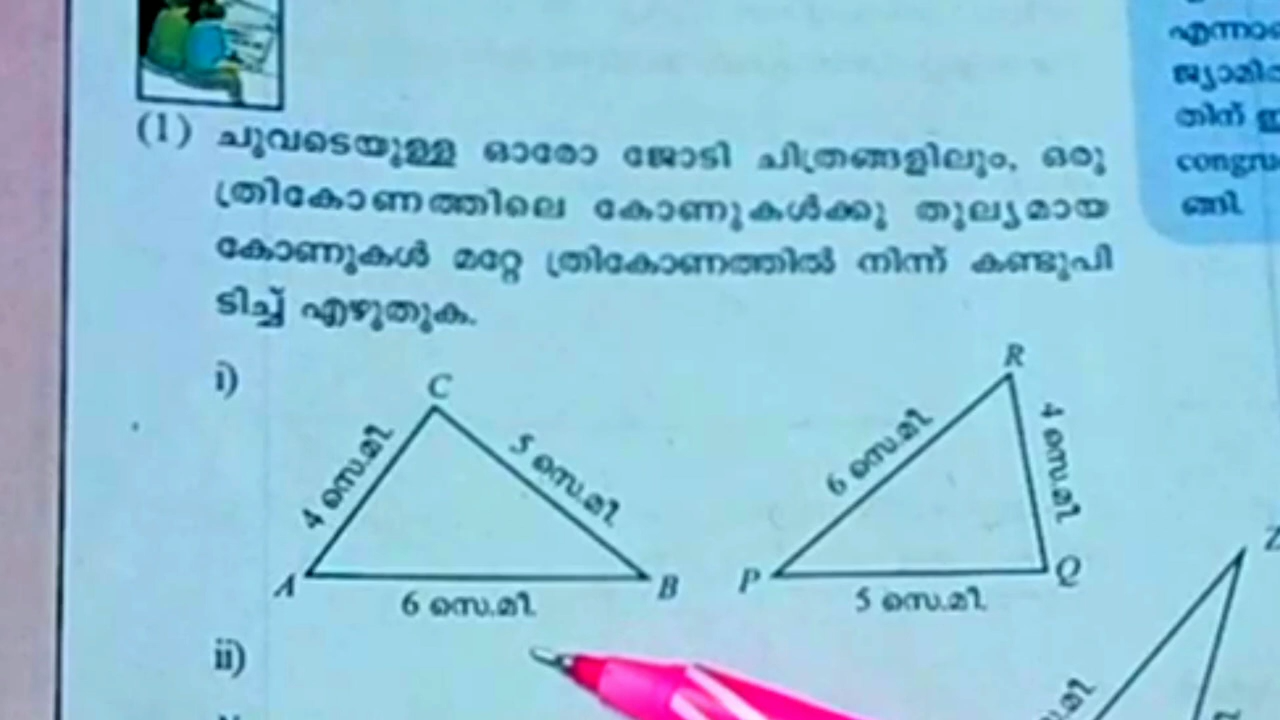 (1) ചുവടെയുള്ള ഓരോ ജോടി ചിത്രങ്ങളിലും, ഒരു
ത്രികോണത്തിലെ കോണുകൾക്കു തുല്യമായ
കോണുകൾ മറ്റേ ത്രികോണത്തിൽ നിന്ന് കണ്ടുപി
ടിച്ച് എഴുതുക.
i)
C
4 സെ.മീ.
5 സെ.മീ.
A
B
6 സെ.മീ.
R
6 സെ.മീ.
4 സെ.മീ.
P
Q
5 സെ.മീ.
ii)
Z
തിന്